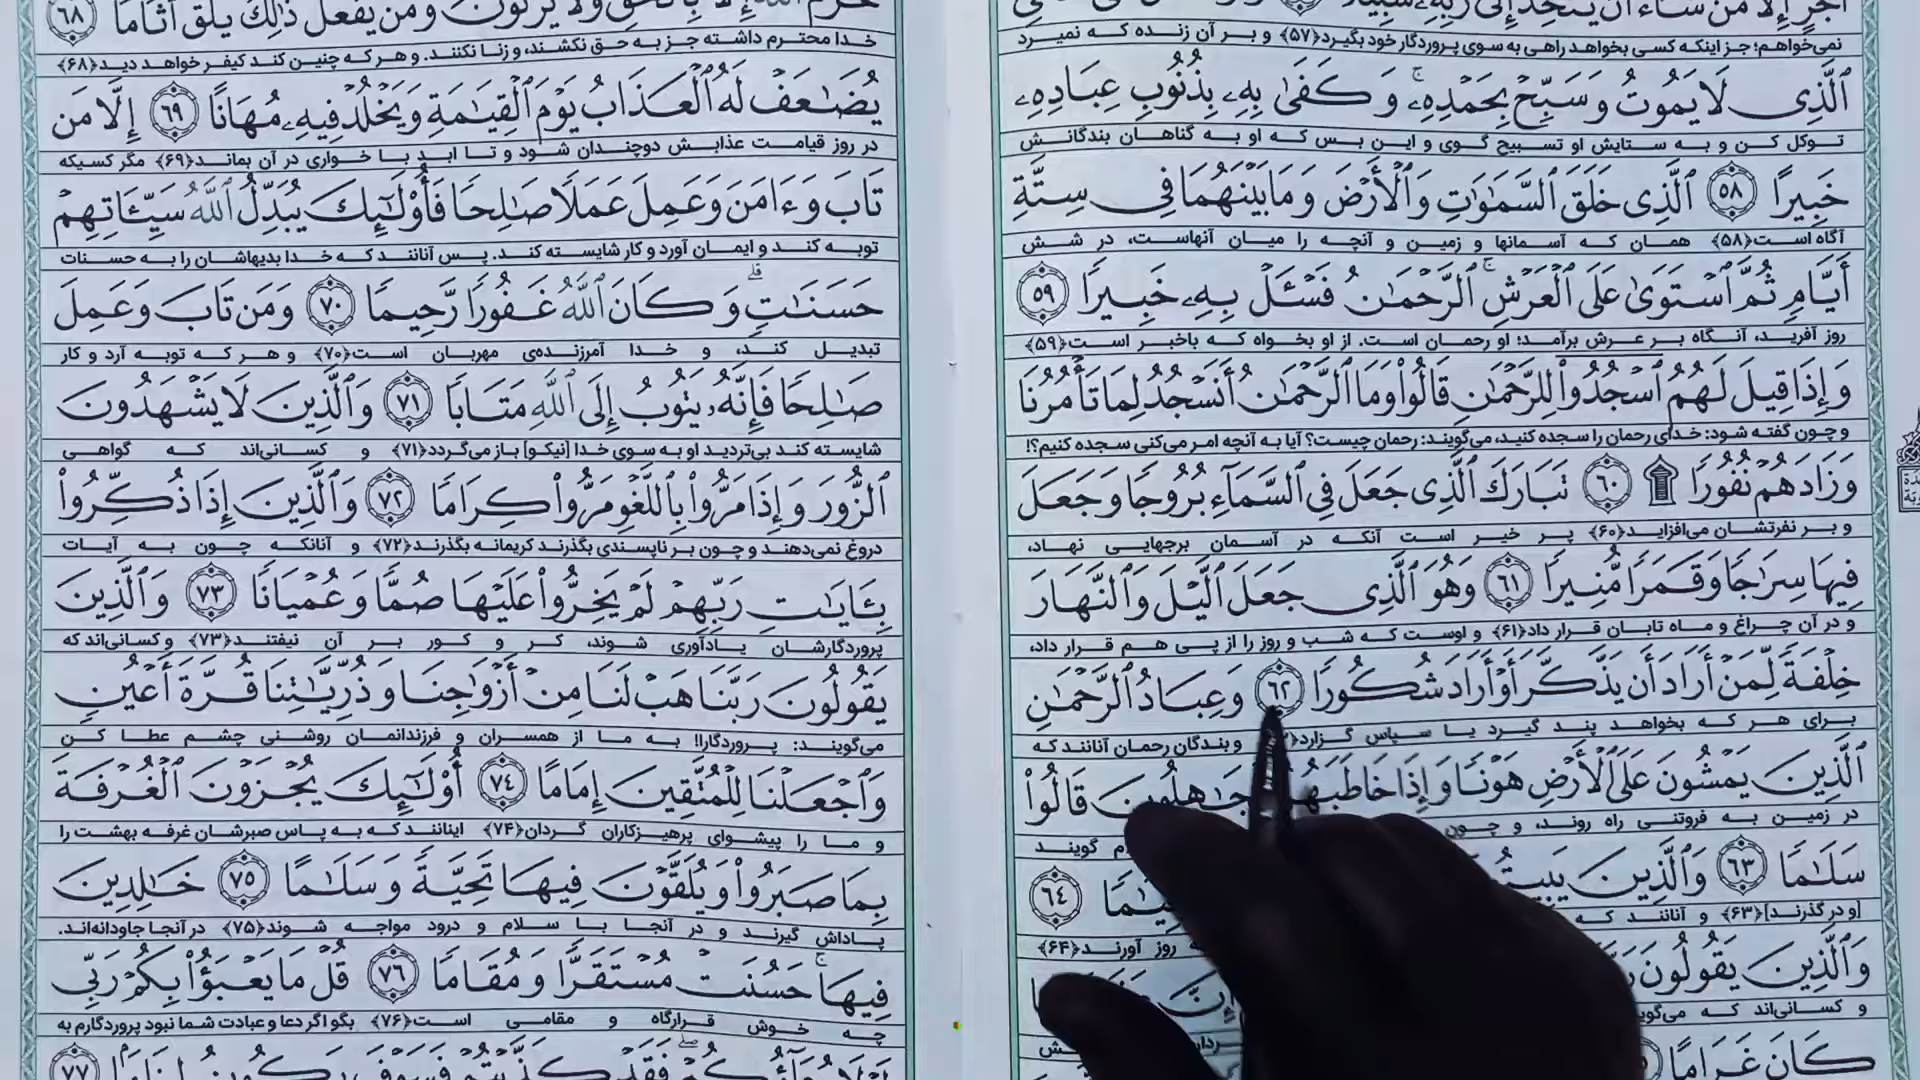 نمی‌خواهم؛ جز اینکه کسی بخواهد راهی به سوی پروردگار خود بگیرد﴿۵۷﴾ و بر آن زنده که نمیرد
ٱلَّذِى لَا يَمُوتُ وَسَبِّحْ بِحَمْدِهِۦ ۚ وَكَفَىٰ بِهِۦ بِذُنُوبِ عِبَادِهِۦ
توکل کن و به ستایش او تسبیح گوی و این بس که او به گناهان بندگانش
خَبِيرًا ٥٨ ٱلَّذِى خَلَقَ ٱلسَّمَـٰوَٰتِ وَٱلْأَرْضَ وَمَا بَيْنَهُمَا فِى سِتَّةِ
آگاه است﴿۵۸﴾ همان که آسمانها و زمین و آنچه را میان آنهاست، در شش
أَيَّامٍ ثُمَّ ٱسْتَوَىٰ عَلَى ٱلْعَرْشِ ۚ ٱلرَّحْمَـٰنُ فَسْـَٔلْ بِهِۦ خَبِيرًا ٥٩
روز آفرید، آنگاه بر عرش برآمد؛ او رحمان است. از او بخواه که باخبر است﴿۵۹﴾
وَإِذَا قِيلَ لَهُمُ ٱسْجُدُوا۟ لِلرَّحْمَـٰنِ قَالُوا۟ وَمَا ٱلرَّحْمَـٰنُ أَنَسْجُدُ لِمَا تَأْمُرُنَا
و چون گفته شود: خدای رحمان را سجده کنید، می‌گویند: رحمان چیست؟ آیا به آنچه امر می‌کنی سجده کنیم؟!
وَزَادَهُمْ نُفُورًا ۩ ٦٠ تَبَارَكَ ٱلَّذِى جَعَلَ فِى ٱلسَّمَآءِ بُرُوجًا وَجَعَلَ
و بر نفرتشان می‌افزاید﴿۶۰﴾ پر خیر است آنکه در آسمان برجهایی نهاد،
فِيهَا سِرَٰجًا وَقَمَرًا مُّنِيرًا ٦١ وَهُوَ ٱلَّذِى جَعَلَ ٱلَّيْلَ وَٱلنَّهَارَ
و در آن چراغ و ماه تابان قرار داد﴿۶۱﴾ و اوست که شب و روز را از پی هم قرار داد،
خِلْفَةً لِّمَنْ أَرَادَ أَن يَذَّكَّرَ أَوْ أَرَادَ شُكُورًا ٦٢ وَعِبَادُ ٱلرَّحْمَـٰنِ
برای هر که بخواهد پند گیرد یا سپاس گزارد و بندگان رحمان آنانند که
ٱلَّذِينَ يَمْشُونَ عَلَى ٱلْأَرْضِ هَوْنًا وَإِذَا خَاطَبَهُمُ ٱلْجَـٰهِلُونَ قَالُوا۟
در زمین به فروتنی راه روند، و چون گویند
سَلَـٰمًا ٦٣ وَٱلَّذِينَ ٦٤
[و در گذرند]﴿۶۳﴾ و آنانند که به روز آورند﴿۶۴﴾
وَٱلَّذِينَ يَقُولُونَ إِنَّ
و کسانی‌اند که
كَانَ غَرَامًا
حَرَّمَ ٱللَّهُ إِلَّا بِٱلْحَقِّ وَلَا يَزْنُونَ ۚ وَمَن يَفْعَلْ ذَٰلِكَ يَلْقَ أَثَامًا ٦٨
خدا محترم داشته جز به حق نکشند، و زنا نکنند. و هر که چنین کند کیفر خواهد دید﴿۶۸﴾
يُضَـٰعَفْ لَهُ ٱلْعَذَابُ يَوْمَ ٱلْقِيَـٰمَةِ وَيَخْلُدْ فِيهِۦ مُهَانًا ٦٩ إِلَّا مَن
در روز قیامت عذابش دوچندان شود و تا ابد با خواری در آن بماند﴿۶۹﴾ مگر کسیکه
تَابَ وَءَامَنَ وَعَمِلَ عَمَلًا صَـٰلِحًا فَأُو۟لَـٰٓئِكَ يُبَدِّلُ ٱللَّهُ سَيِّـَٔاتِهِمْ
توبه کند و ایمان آورد و کار شایسته کند. پس آنانند که خدا بدیهاشان را به حسنات
حَسَنَـٰتٍ ۗ وَكَانَ ٱللَّهُ غَفُورًا رَّحِيمًا ٧٠ وَمَن تَابَ وَعَمِلَ
تبدیل کند، و خدا آمرزنده‌ی مهربان است﴿۷۰﴾ و هر که توبه آرد و کار
صَـٰلِحًا فَإِنَّهُۥ يَتُوبُ إِلَى ٱللَّهِ مَتَابًا ٧١ وَٱلَّذِينَ لَا يَشْهَدُونَ
شایسته کند بی‌تردید او به سوی خدا [نیکو] باز می‌گردد﴿۷۱﴾ و کسانی‌اند که گواهی
ٱلزُّورَ وَإِذَا مَرُّوا۟ بِٱللَّغْوِ مَرُّوا۟ كِرَامًا ٧٢ وَٱلَّذِينَ إِذَا ذُكِّرُوا۟
دروغ نمی‌دهند و چون بر ناپسندی بگذرند کریمانه بگذرند﴿۷۲﴾ و آنانکه چون به آیات
بِـَٔايَـٰتِ رَبِّهِمْ لَمْ يَخِرُّوا۟ عَلَيْهَا صُمًّا وَعُمْيَانًا ٧٣ وَٱلَّذِينَ
پروردگارشان یادآوری شوند، کر و کور بر آن نیفتند﴿۷۳﴾ و کسانی‌اند که
يَقُولُونَ رَبَّنَا هَبْ لَنَا مِنْ أَزْوَٰجِنَا وَذُرِّيَّـٰتِنَا قُرَّةَ أَعْيُنٍ
می‌گویند: پروردگارا! به ما از همسران و فرزندانمان روشنی چشم عطا کن
وَٱجْعَلْنَا لِلْمُتَّقِينَ إِمَامًا ٧٤ أُو۟لَـٰٓئِكَ يُجْزَوْنَ ٱلْغُرْفَةَ
و ما را پیشوای پرهیزکاران گردان﴿۷۴﴾ اینانند که به پاس صبرشان غرفه بهشت را
بِمَا صَبَرُوا۟ وَيُلَقَّوْنَ فِيهَا تَحِيَّةً وَسَلَـٰمًا ٧٥ خَـٰلِدِينَ
پاداش گیرند و در آنجا با سلام و درود مواجه شوند﴿۷۵﴾ در آنجا جاودانه‌اند.
فِيهَا ۚ حَسُنَتْ مُسْتَقَرًّا وَمُقَامًا ٧٦ قُلْ مَا يَعْبَؤُا۟ بِكُمْ رَبِّى
چه خوش قرارگاه و مقامی است﴿۷۶﴾ بگو اگر دعا و عبادت شما نبود پروردگارم به
٧٧